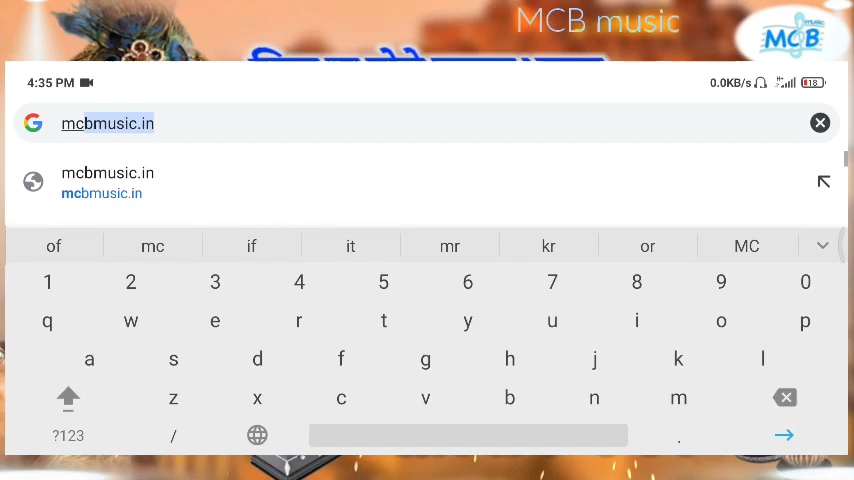 MCB music
music
MCB
4:35 PM
0.0KB/s
H+
18
mcbmusic.in
mcbmusic.in
mcbmusic.in
of mc if it mr kr or MC
1 2 3 4 5 6 7 8 9 0
q w e r t y u i o p
a s d f g h j k l
z x c v b n m
?123 / .